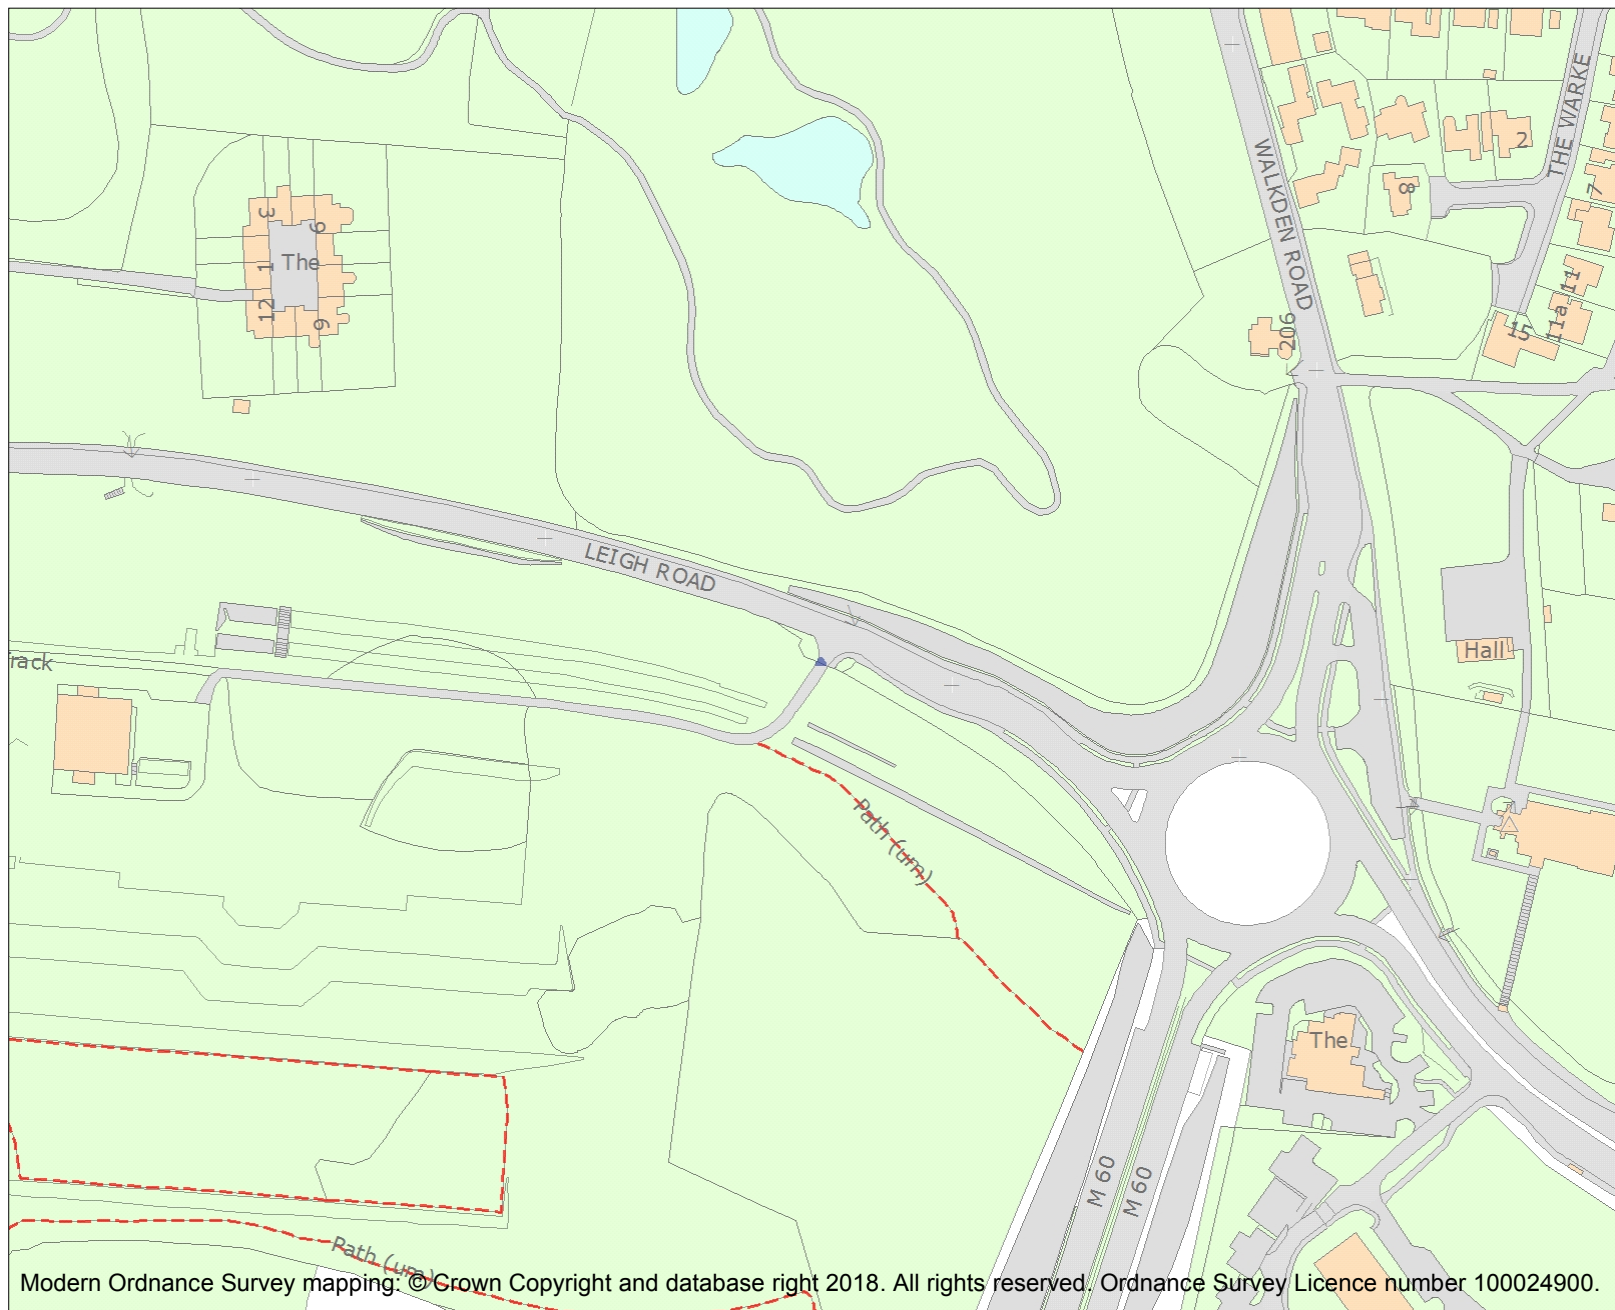 THE WARKE
2
WALKDEN ROAD
8
7
3
6
The
1
12
9
11
11a
15
206
LEIGH ROAD
Hall
rack
Path (um)
The
M 60
M 60
Path (um)
Modern Ordnance Survey mapping: © Crown Copyright and database right 2018. All rights reserved. Ordnance Survey Licence number 100024900.